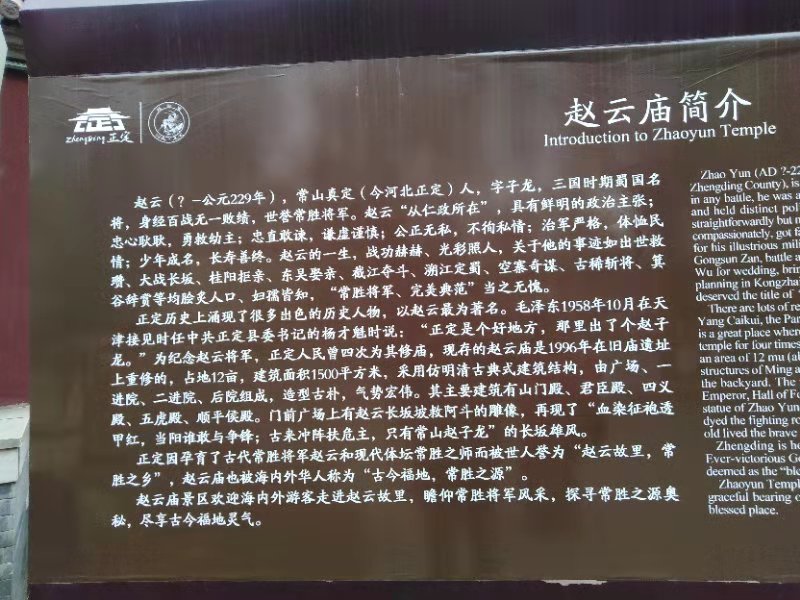 赵云庙简介
Introduction to Zhaoyun Temple
Zhengding 正定
赵云（？-公元229年），常山真定（今河北正定）人，字子龙，三国时期蜀国名
将，身经百战无一败绩，世誉常胜将军。赵云“从仁政所在”，具有鲜明的政治主张；
忠心耿耿，勇救幼主；忠直敢谏，谦虚谨慎；公正无私，不徇私情；治军严格，体恤民
情；少年成名，长寿善终。赵云的一生，战功赫赫、光彩照人，关于他的事迹如出世救
瓒、大战长坂、桂阳拒亲、东吴娶亲、截江夺斗、溯江定蜀、空寨奇谋、古稀斩将、箕
谷辞赏等均脍炙人口、妇孺皆知，“常胜将军、完美典范”当之无愧。
正定历史上涌现了很多出色的历史人物，以赵云最为著名。毛泽东1958年10月在天
津接见时任中共正定县委书记的杨才魁时说：“正定是个好地方，那里出了个赵子
龙。”为纪念赵云将军，正定人民曾四次为其修庙，现存的赵云庙是1996年在旧庙遗址
上重修的，占地12亩，建筑面积1500平方米，采用仿明清古典式建筑结构，由广场、一
进院、二进院、后院组成，造型古朴，气势宏伟。其主要建筑有山门殿、君臣殿、四义
殿、五虎殿、顺平侯殿。门前广场上有赵云长坂坡救阿斗的雕像，再现了“血染征袍透
甲红，当阳谁敢与争锋；古来冲阵扶危主，只有常山赵子龙”的长坂雄风。
正定因孕育了古代常胜将军赵云和现代体坛常胜之师而被世人誉为“赵云故里，常
胜之乡”，赵云庙也被海内外华人称为“古今福地，常胜之源”。
赵云庙景区欢迎海内外游客走进赵云故里，瞻仰常胜将军风采，探寻常胜之源奥
秘，尽享古今福地灵气。
Zhao Yun (AD ?-22
Zhengding County), is
in any battle, he was a
and held distinct pol
straightforwardly but m
compassionately, got fa
for his illustrious mili
Gongsun Zan, battle a
Wu for wedding, brin
planning in Kongzhai
deserved the title of
There are lots of re
Yang Caikui, the Par
is a great place where
temple for four times
an area of 12 mu (ab
structures of Ming a
the backyard. The
Emperor, Hall of Fo
statue of Zhao Yun
dyed the fighting ro
old lived the brave
Zhengding is he
Ever-victorious Ge
deemed as the “ble
Zhaoyun Temple
graceful bearing o
blessed place.